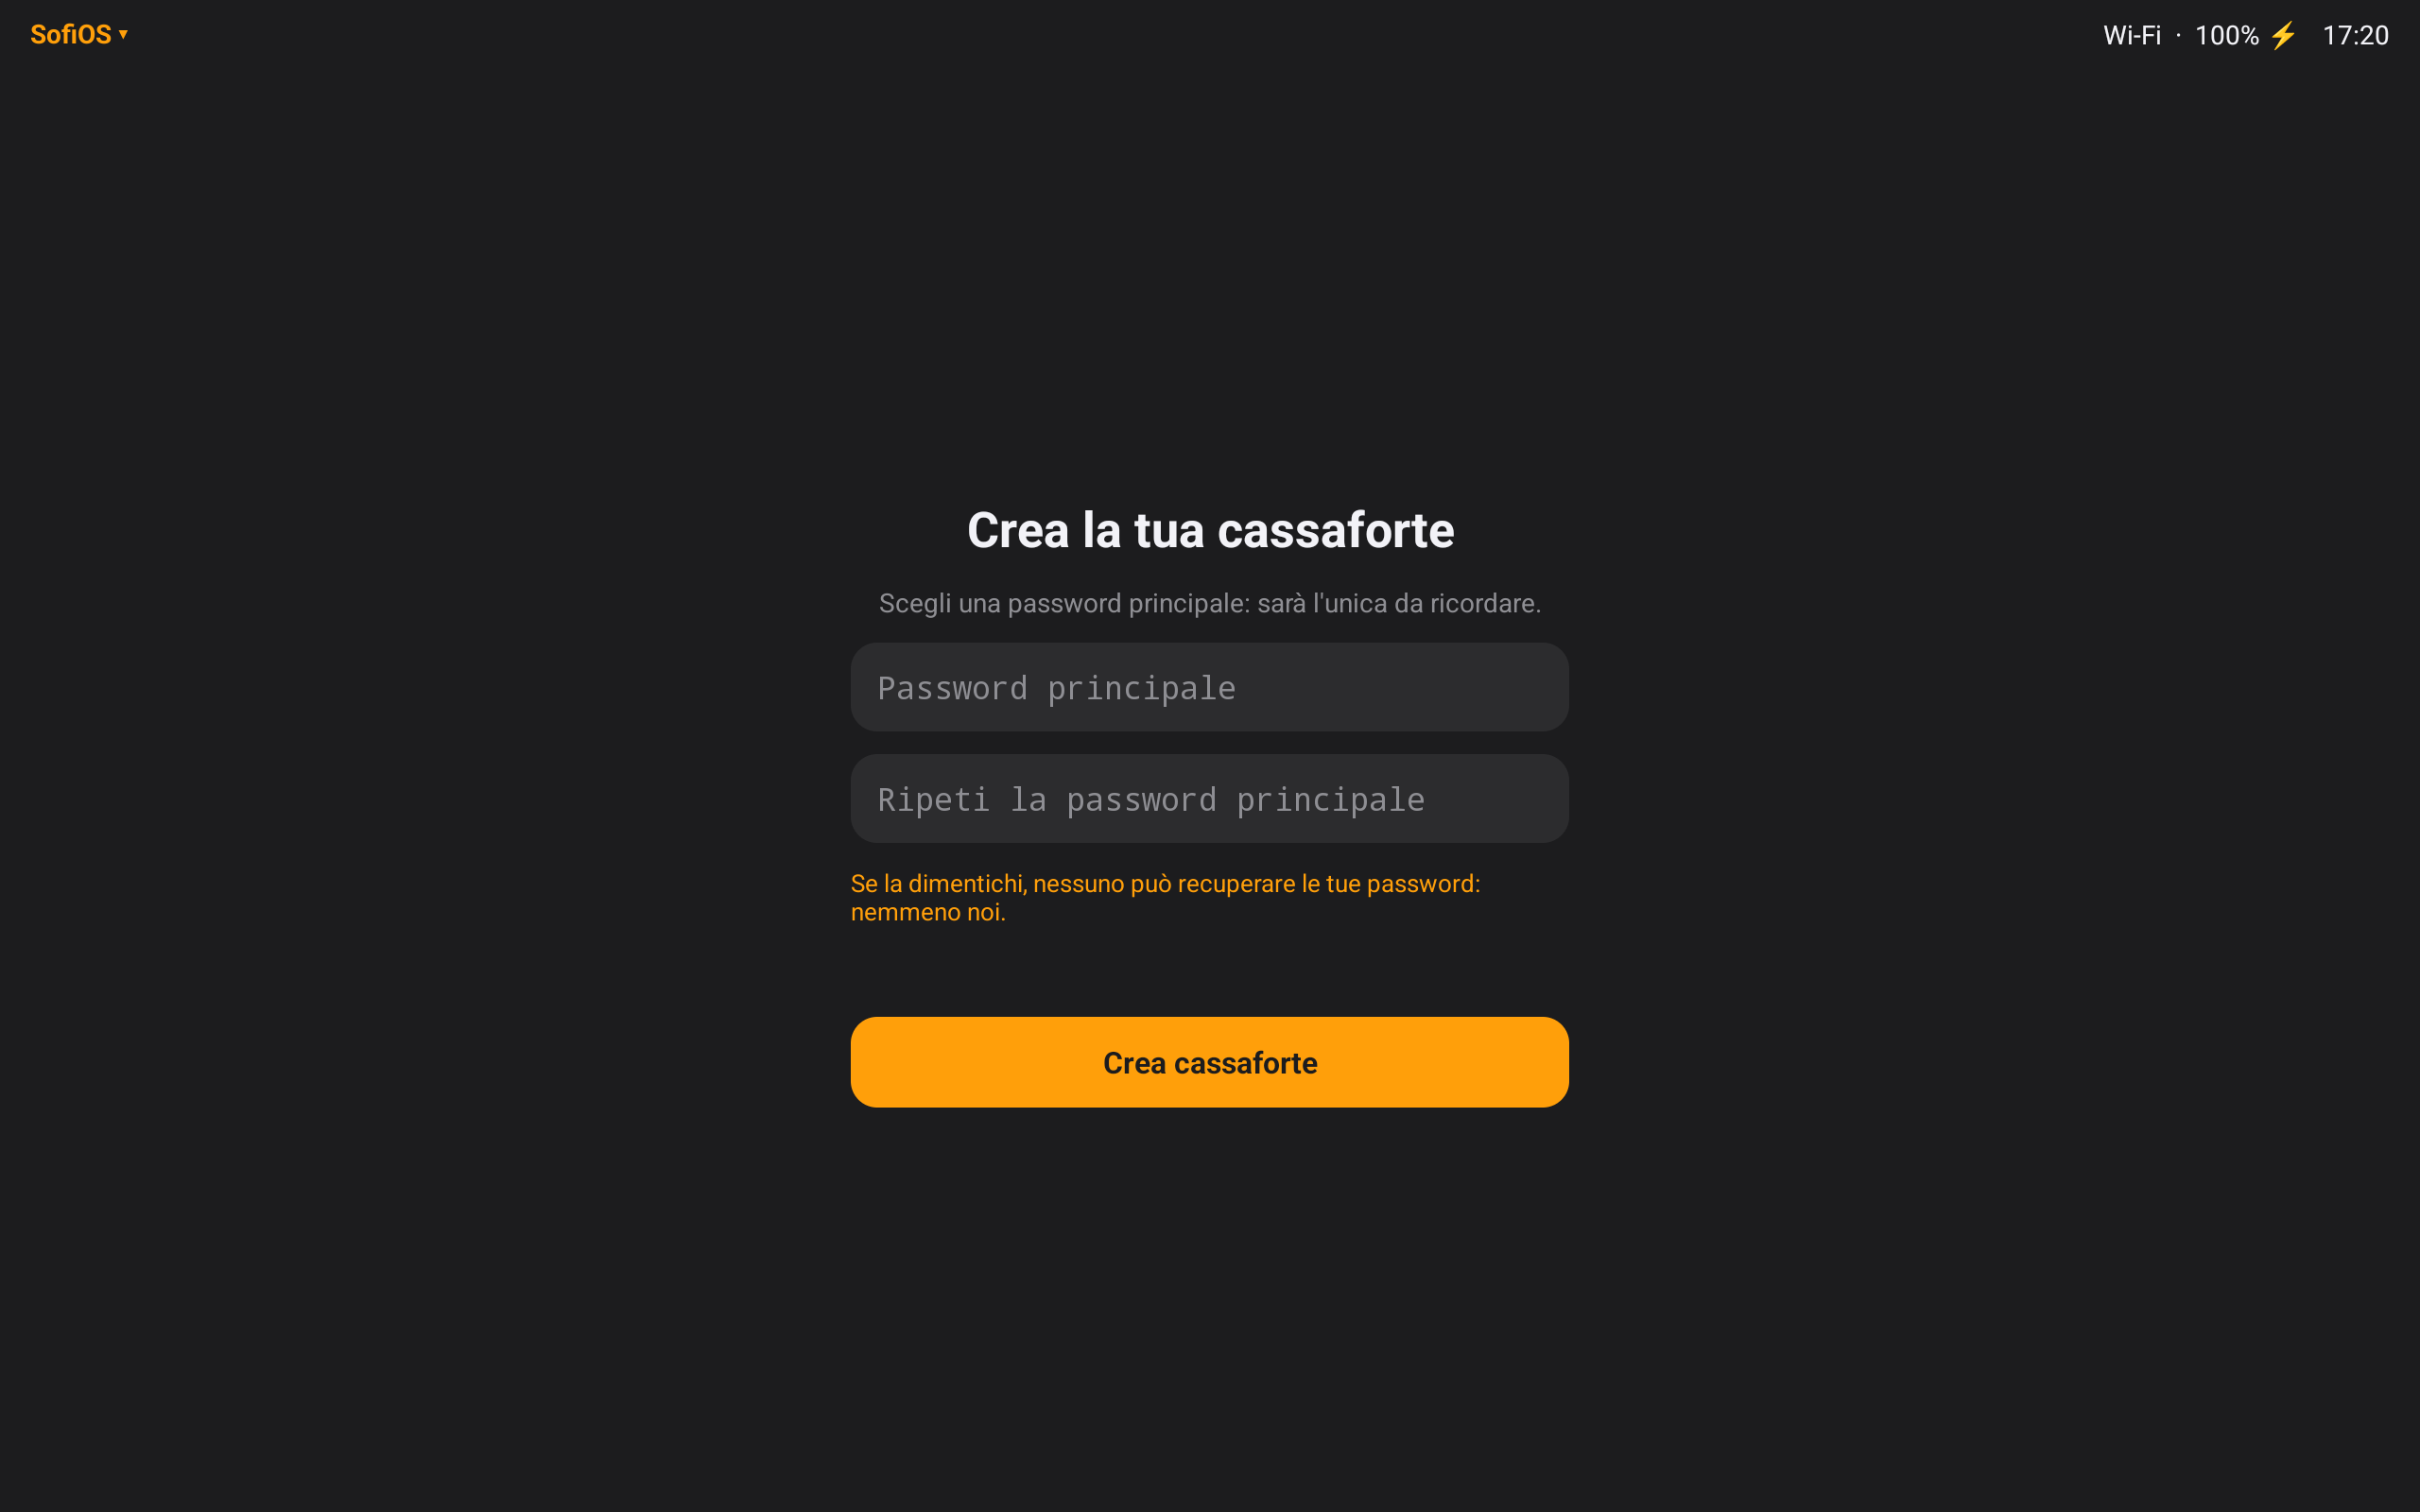 SofiOS ▾
Wi-Fi · 100% ⚡ 17:20
Crea la tua cassaforte
Scegli una password principale: sarà l'unica da ricordare.
Password principale
Ripeti la password principale
Se la dimentichi, nessuno può recuperare le tue password:
nemmeno noi.
Crea cassaforte